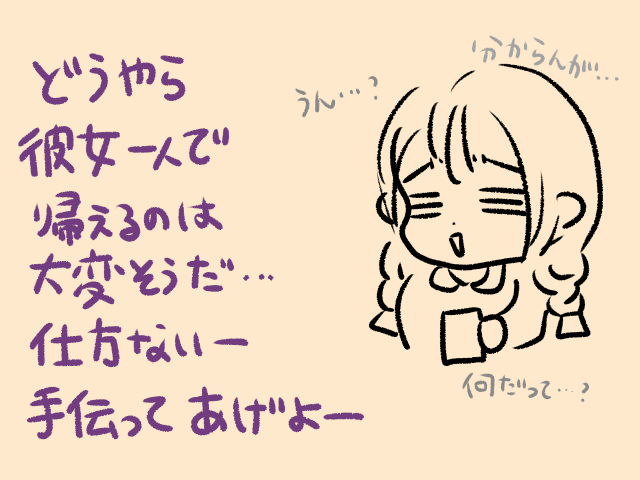 どうやら
彼女一人で
帰えるのは
大変そうだ…
仕方ないー
手伝ってあげよー
分からんが…
うん…?
何だって…?